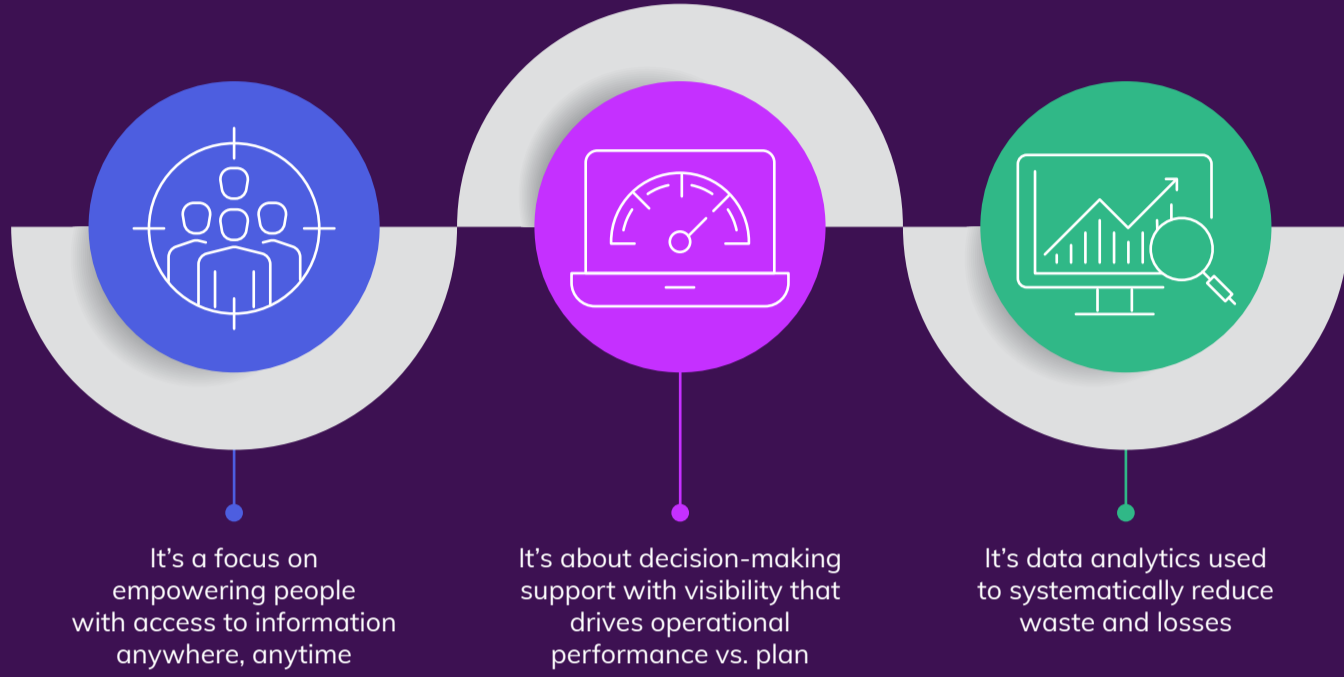 It’s a focus on
empowering people
with access to information
anywhere, anytime
It’s about decision-making
support with visibility that
drives operational
performance vs. plan
It’s data analytics used
to systematically reduce
waste and losses